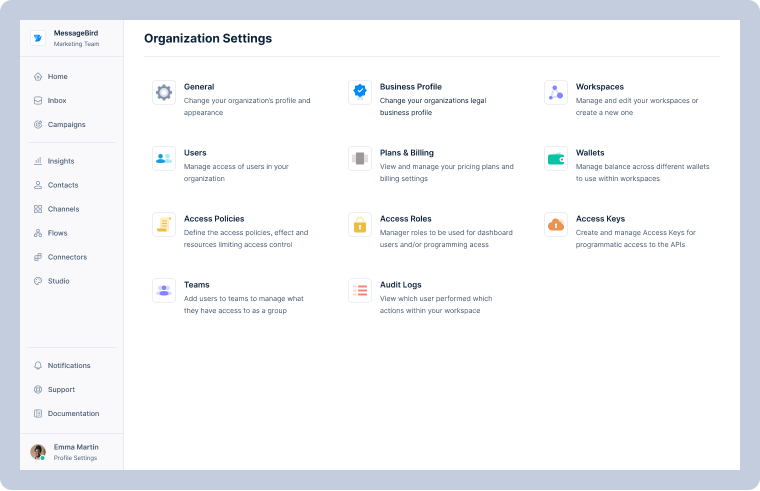 MessageBird
Marketing Team
Home
Inbox
Campaigns
Insights
Contacts
Channels
Flows
Connectors
Studio
Notifications
Support
Documentation
Emma Martin
Profile Settings
Organization Settings
General
Change your organization's profile and
appearance
Business Profile
Change your organizations legal
business profile
Workspaces
Manage and edit your workspaces or
create a new one
Users
Manage access of users in your
organization
Plans & Billing
View and manage your pricing plans and
billing settings
Wallets
Manage balance across different wallets
to use within workspaces
Access Policies
Define the access policies, effect and
resources limiting access control
Access Roles
Manager roles to be used for dashboard
users and/or programming acess
Access Keys
Create and manage Access Keys for
programmatic access to the APIs
Teams
Add users to teams to manage what
they have access to as a group
Audit Logs
View which user performed which
actions within your workspace